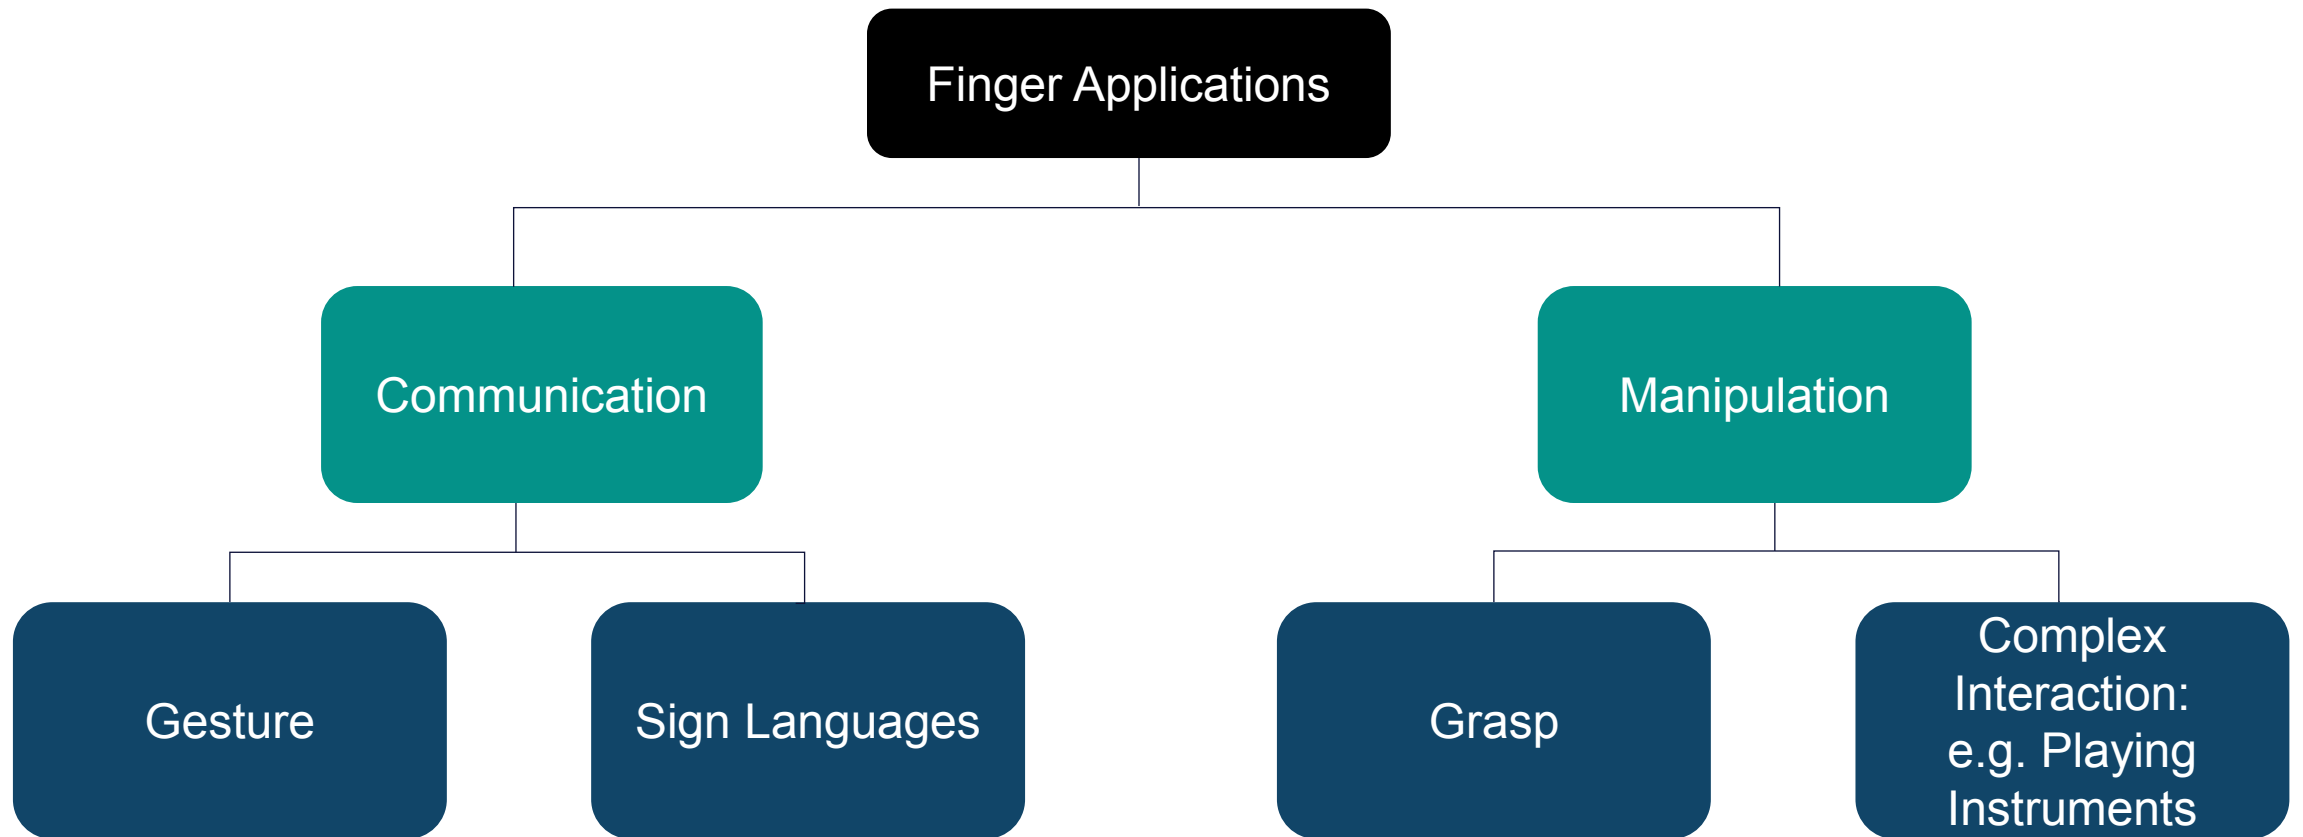 Finger Applications
Communication
Manipulation
Gesture
Sign Languages
Grasp
Complex
Interaction:
e.g. Playing
Instruments